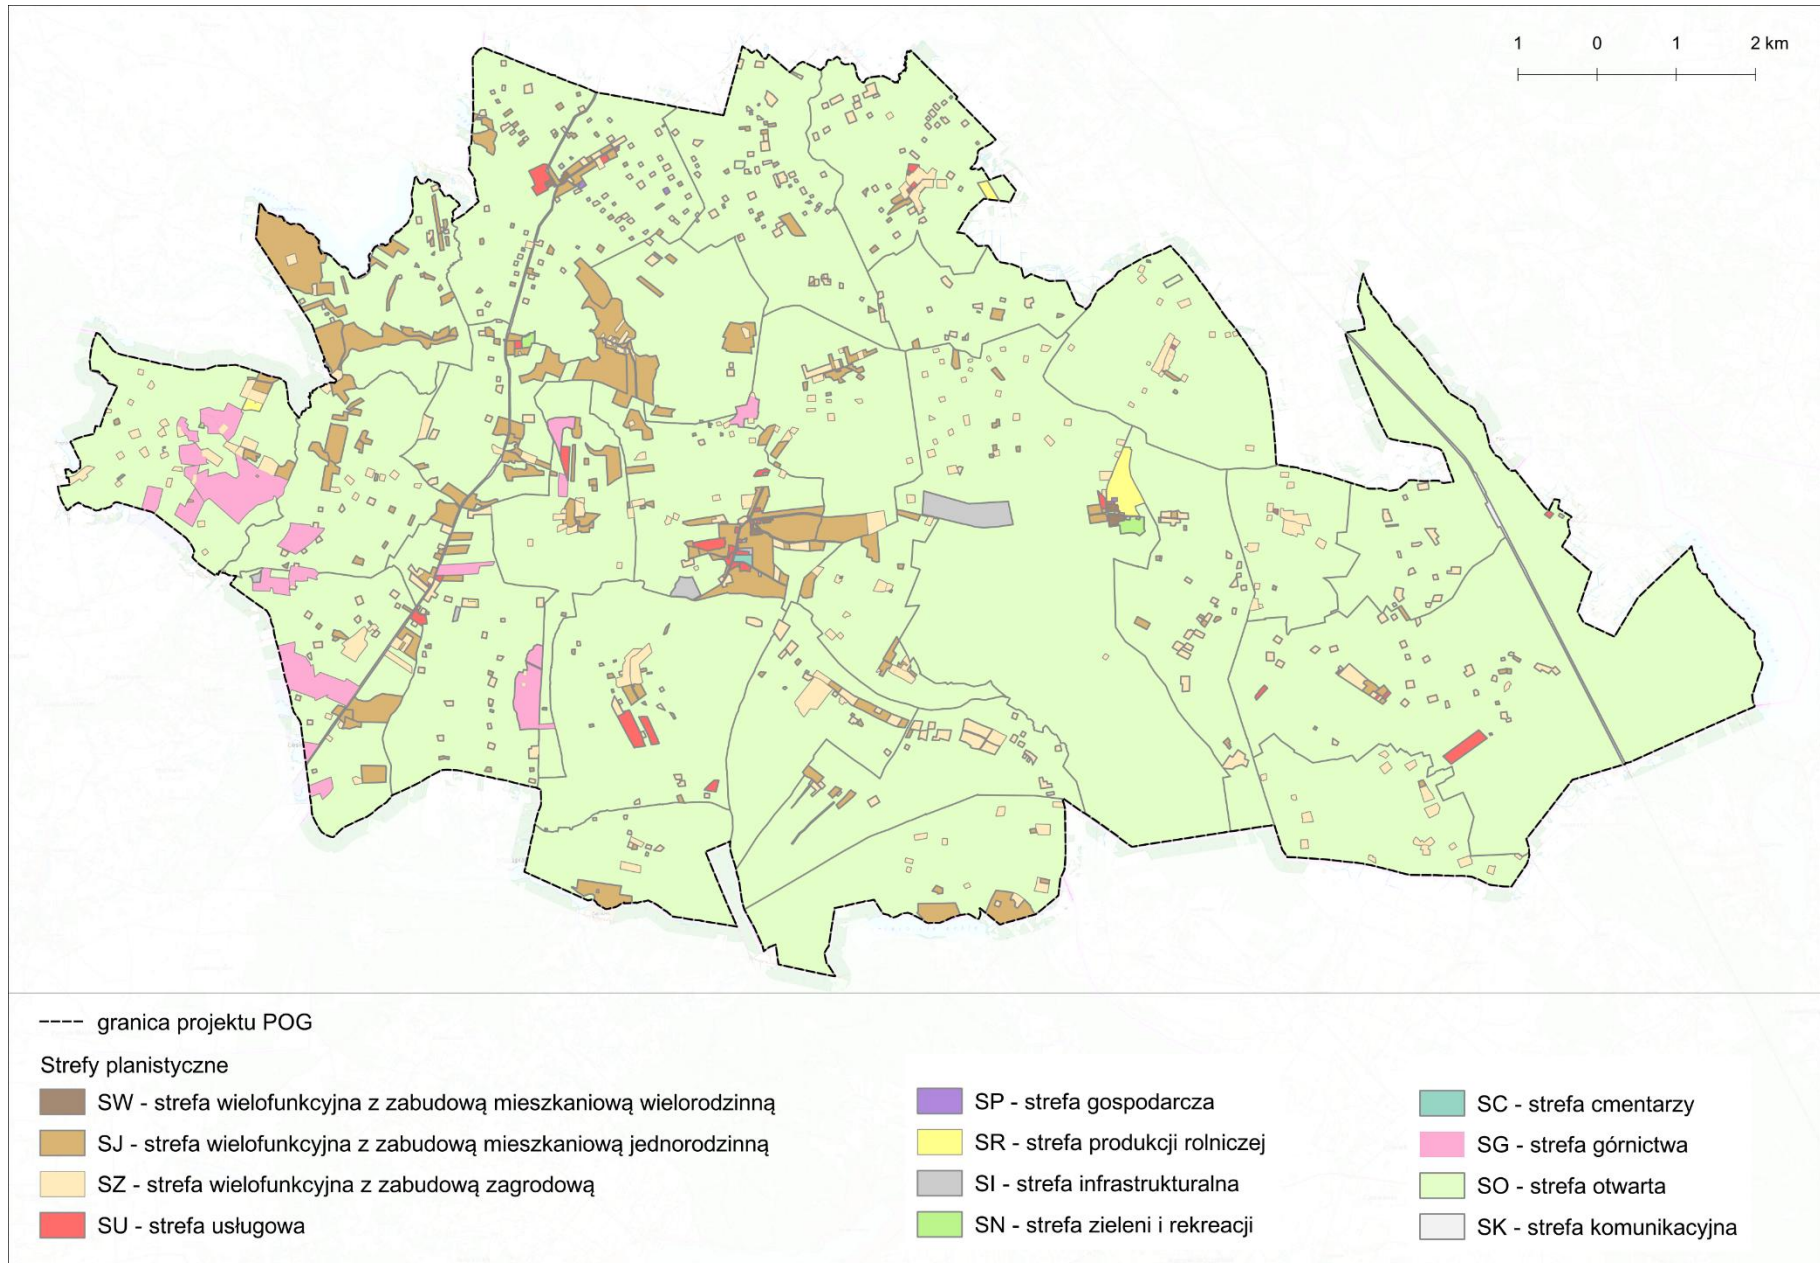 1 0 1 2 km
granica projektu POG
Strefy planistyczne
SW - strefa wielofunkcyjna z zabudową mieszkaniową wielorodzinną
SJ - strefa wielofunkcyjna z zabudową mieszkaniową jednorodzinną
SZ - strefa wielofunkcyjna z zabudową zagrodową
SU - strefa usługowa
SP - strefa gospodarcza
SR - strefa produkcji rolniczej
SI - strefa infrastrukturalna
SN - strefa zieleni i rekreacji
SC - strefa cmentarzy
SG - strefa górnictwa
SO - strefa otwarta
SK - strefa komunikacyjna